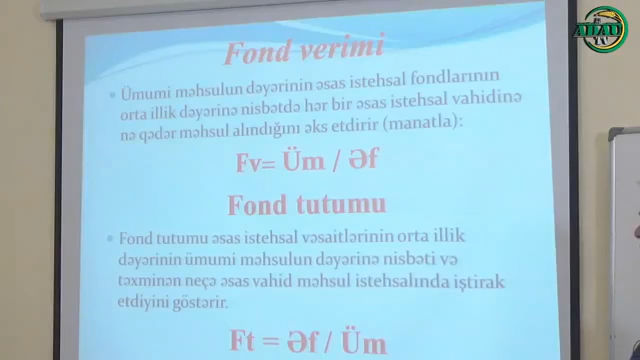 ADAU
TV
Fond verimi
• Ümumi məhsulun dəyərinin əsas istehsal fondlarının
orta illik dəyərinə nisbətdə hər bir əsas istehsal vahidinə
nə qədər məhsul alındığını əks etdirir (manatla):
Fv= Üm / Əf
Fond tutumu
• Fond tutumu əsas istehsal vəsaitlərinin orta illik
dəyərinin ümumi məhsulun dəyərinə nisbəti və
təxminən neçə əsas vahid məhsul istehsalında iştirak
etdiyini göstərir.
Ft = Əf / Üm